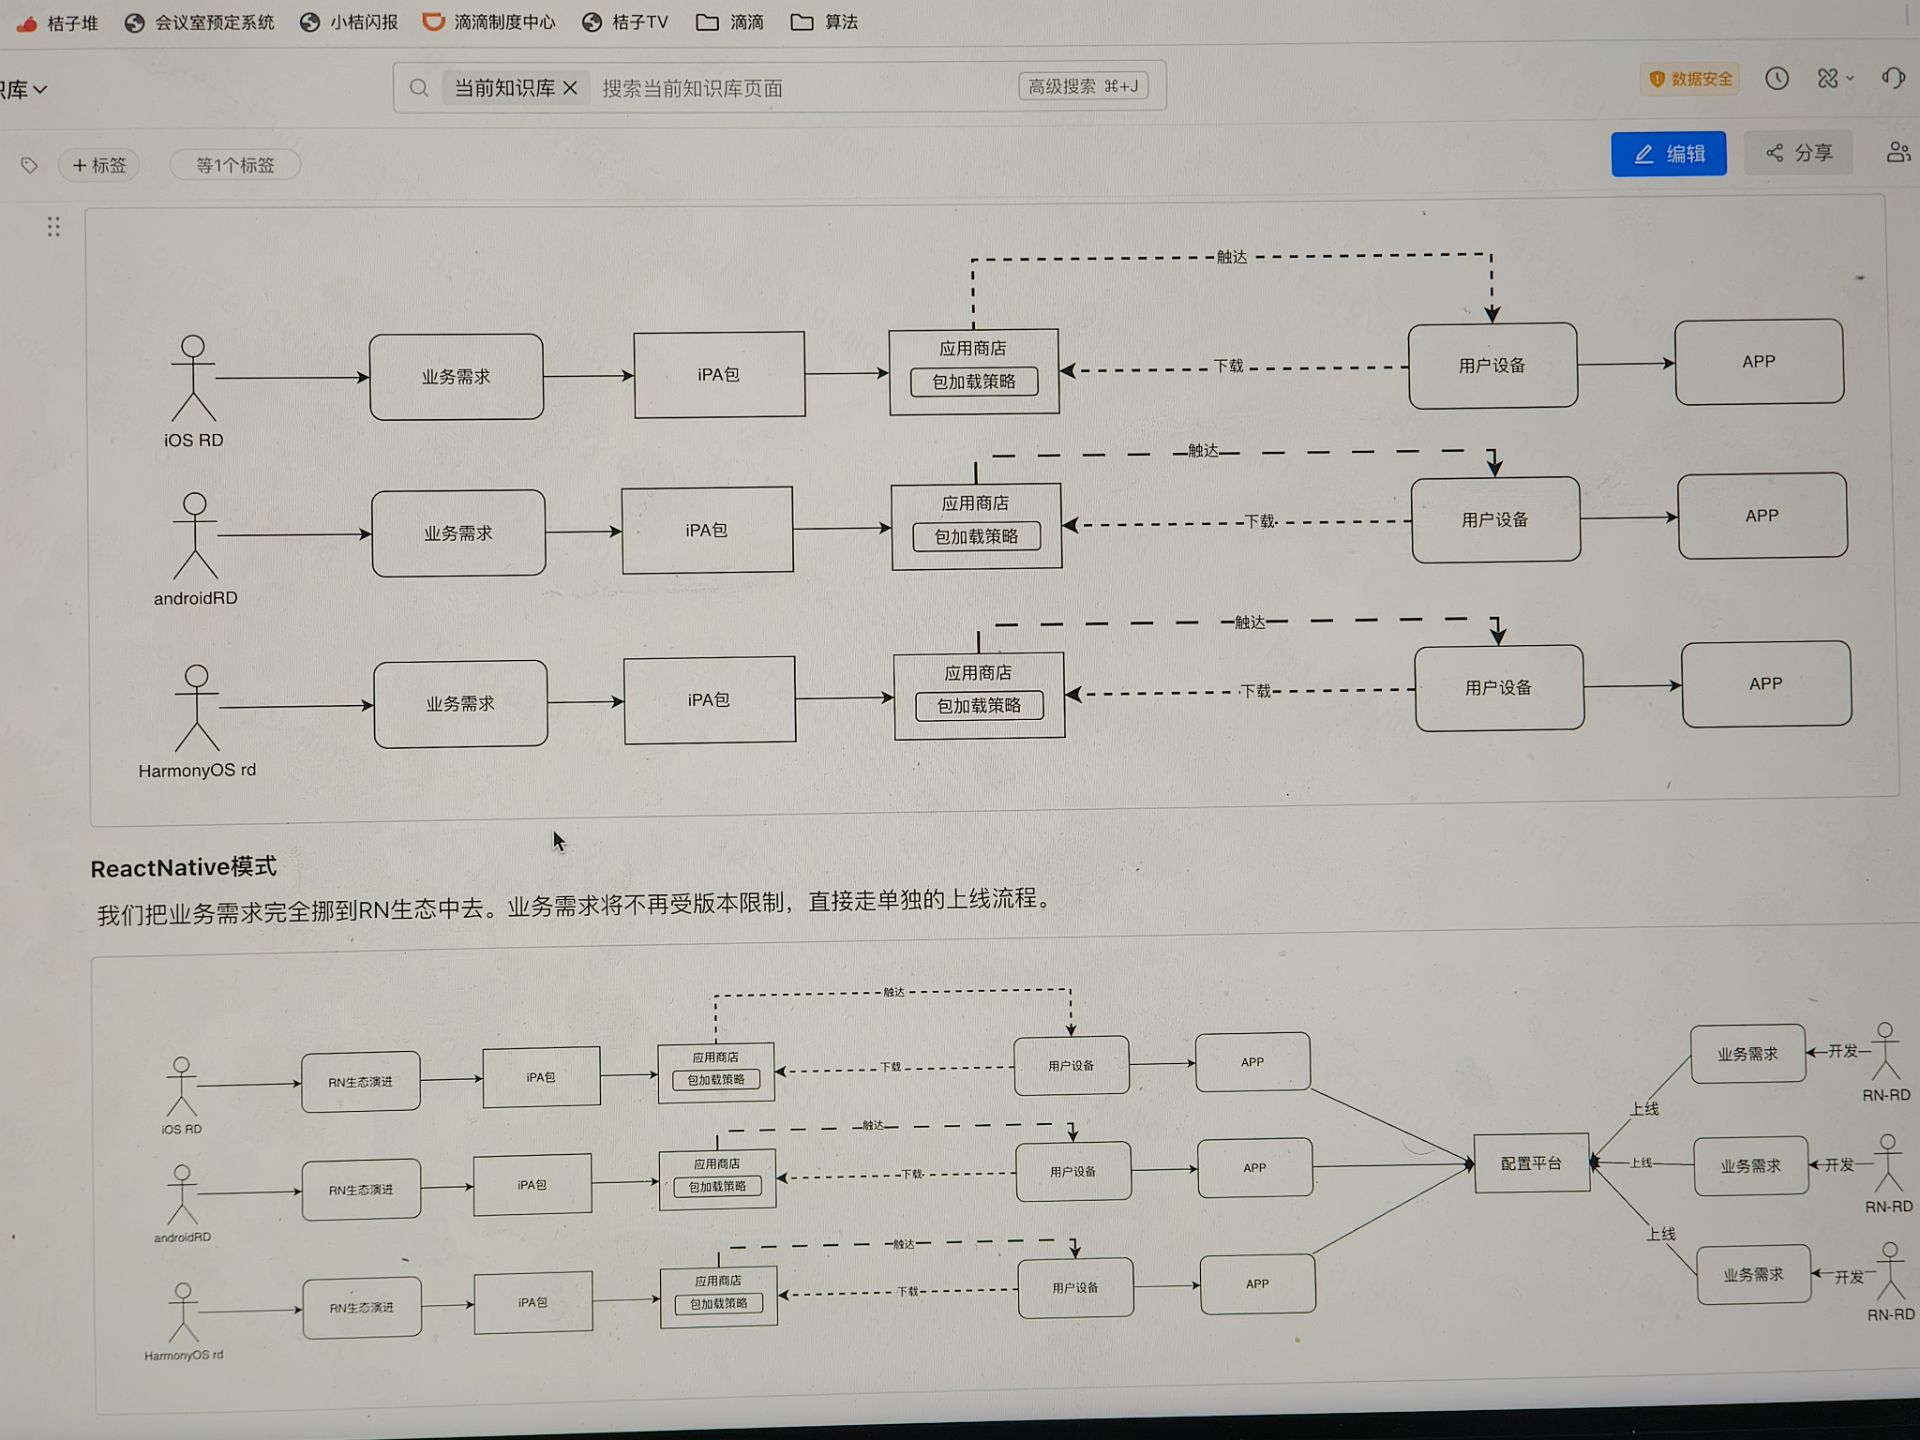 桔子堆 会议室预定系统 小桔闪报 滴滴制度中心 桔子TV 滴滴 算法
库 当前知识库 搜索当前知识库页面 高级搜索 ⌘+J 数据安全
+ 标签 等1个标签 编辑 分享
触达
业务需求 iPA包 应用商店 包加载策略 下载 用户设备 APP
iOS RD
触达
业务需求 iPA包 应用商店 包加载策略 下载 用户设备 APP
androidRD
触达
业务需求 iPA包 应用商店 包加载策略 下载 用户设备 APP
HarmonyOS rd
ReactNative模式
我们把业务需求完全挪到RN生态中去。业务需求将不再受版本限制，直接走单独的上线流程。
触达
RN生态演进 iPA包 应用商店 包加载策略 下载 用户设备 APP 业务需求 开发
iOS RD 上线 RN-RD
触达
RN生态演进 iPA包 应用商店 包加载策略 下载 用户设备 APP 配置平台 上线 业务需求 开发
androidRD RN-RD
触达 上线
RN生态演进 iPA包 应用商店 包加载策略 下载 用户设备 APP 业务需求 开发
HarmonyOS rd RN-RD